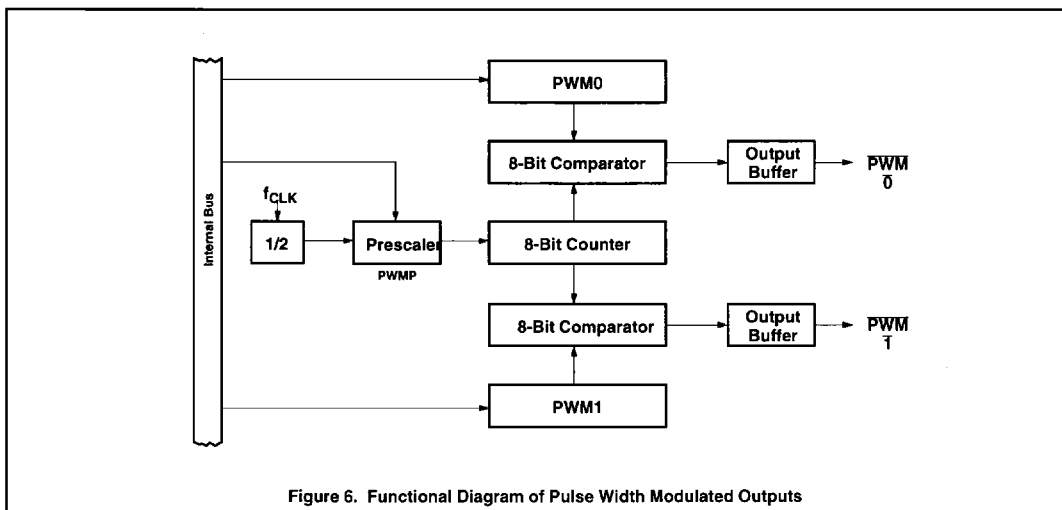 PWM0
8-Bit Comparator
Output
Buffer
PWM
0
Internal Bus
fCLK
1/2
Prescaler
PWMP
8-Bit Counter
8-Bit Comparator
Output
Buffer
PWM
1
PWM1
Figure 6. Functional Diagram of Pulse Width Modulated Outputs